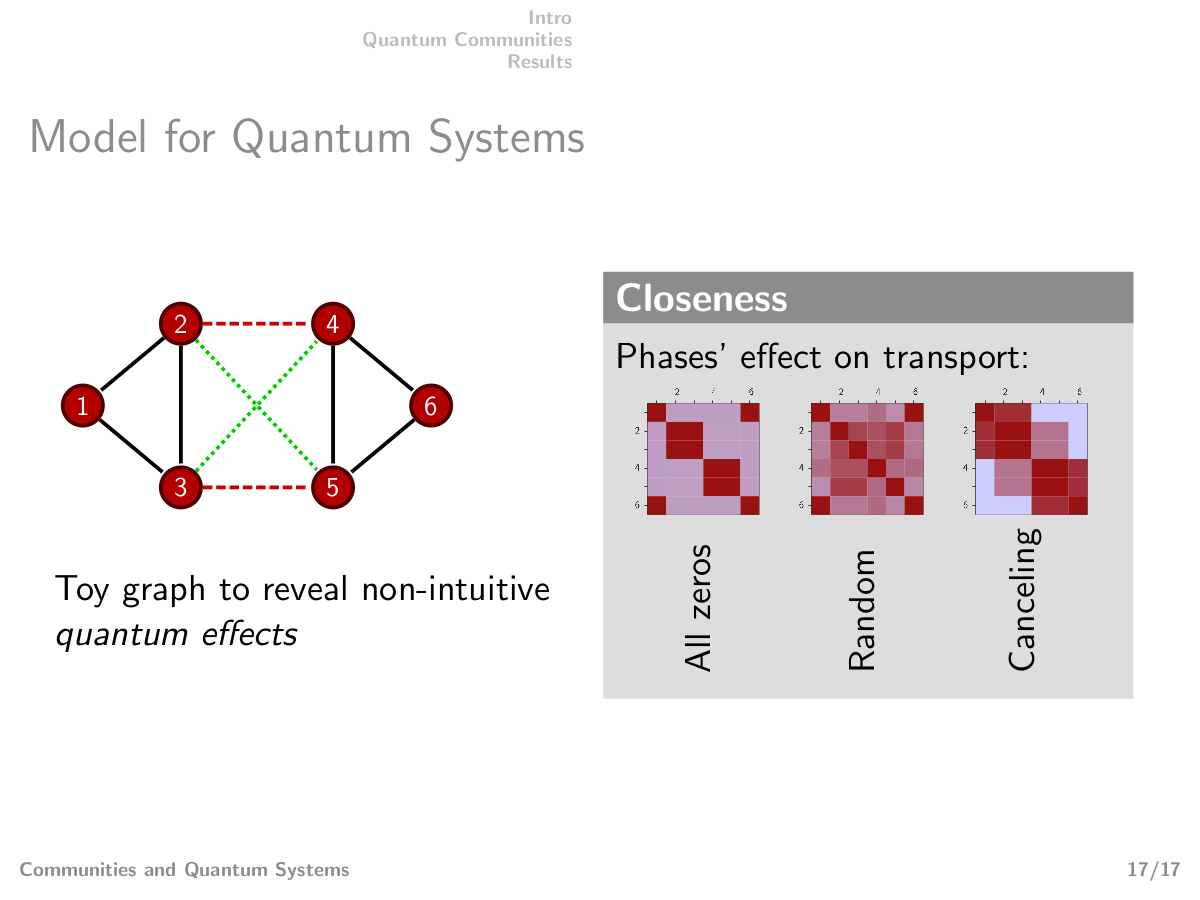 Intro
Quantum Communities
Results
Model for Quantum Systems
2
4
1
6
3
5
Toy graph to reveal non-intuitive
quantum effects
Closeness
Phases' effect on transport:
2 4 6
2
4
6
2 4 6
2
4
6
2 4 6
2
4
6
All zeros
Random
Canceling
Communities and Quantum Systems
17/17